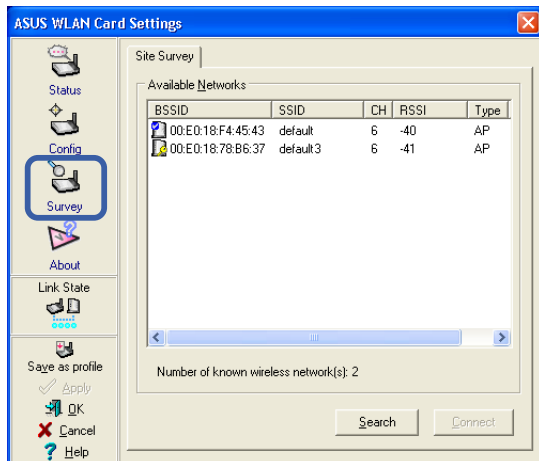 ASUS WLAN Card Settings
Status
Config
Survey
About
Link State
Save as profile
Apply
OK
Cancel
Help
Site Survey
Available Networks
BSSID SSID CH RSSI Type
00:E0:18:F4:45:43 default 6 -40 AP
00:E0:18:78:B6:37 default3 6 -41 AP
Number of known wireless network(s): 2
Search Connect